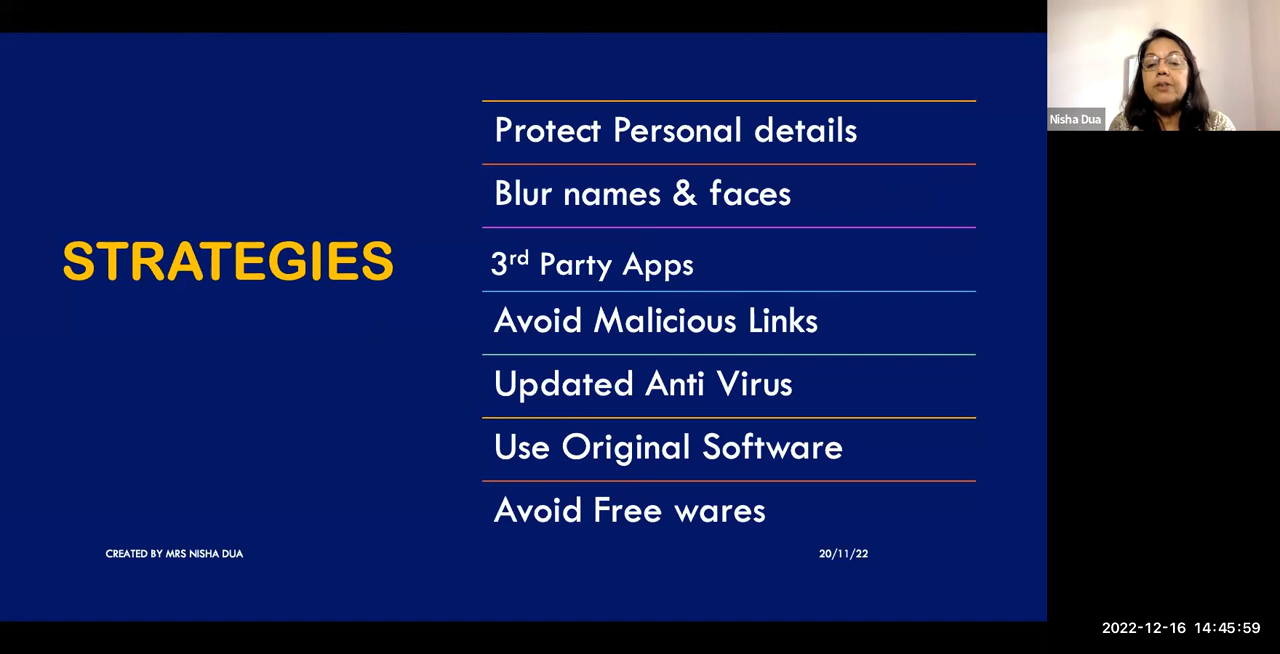 STRATEGIES
Protect Personal details
Blur names & faces
3rd Party Apps
Avoid Malicious Links
Updated Anti Virus
Use Original Software
Avoid Free wares
CREATED BY MRS NISHA DUA
20/11/22
Nisha Dua
2022-12-16 14:45:59